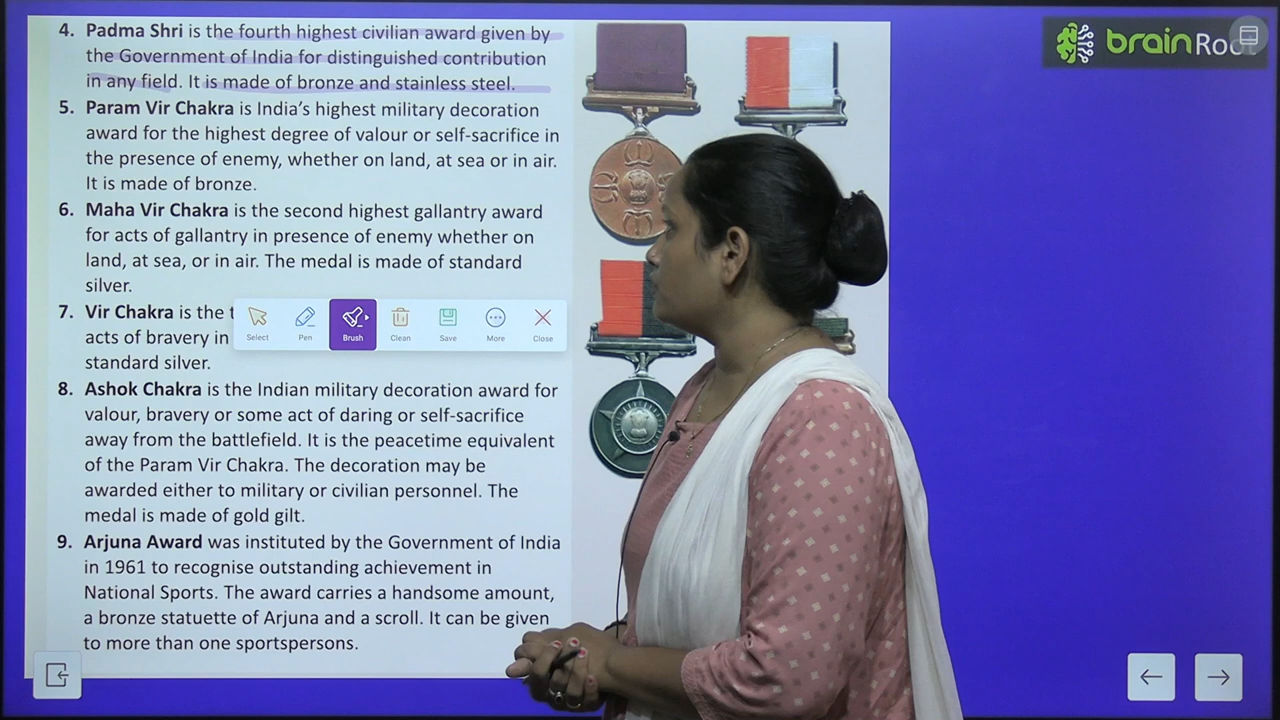 4. Padma Shri is the fourth highest civilian award given by
the Government of India for distinguished contribution
in any field. It is made of bronze and stainless steel.
5. Param Vir Chakra is India's highest military decoration
award for the highest degree of valour or self-sacrifice in
the presence of enemy, whether on land, at sea or in air.
It is made of bronze.
6. Maha Vir Chakra is the second highest gallantry award
for acts of gallantry in presence of enemy whether on
land, at sea, or in air. The medal is made of standard
silver.
7. Vir Chakra is the
acts of bravery in
standard silver.
Select Pen Brush Clean Save More Close
8. Ashok Chakra is the Indian military decoration award for
valour, bravery or some act of daring or self-sacrifice
away from the battlefield. It is the peacetime equivalent
of the Param Vir Chakra. The decoration may be
awarded either to military or civilian personnel. The
medal is made of gold gilt.
9. Arjuna Award was instituted by the Government of India
in 1961 to recognise outstanding achievement in
National Sports. The award carries a handsome amount,
a bronze statuette of Arjuna and a scroll. It can be given
to more than one sportspersons.
brain Root